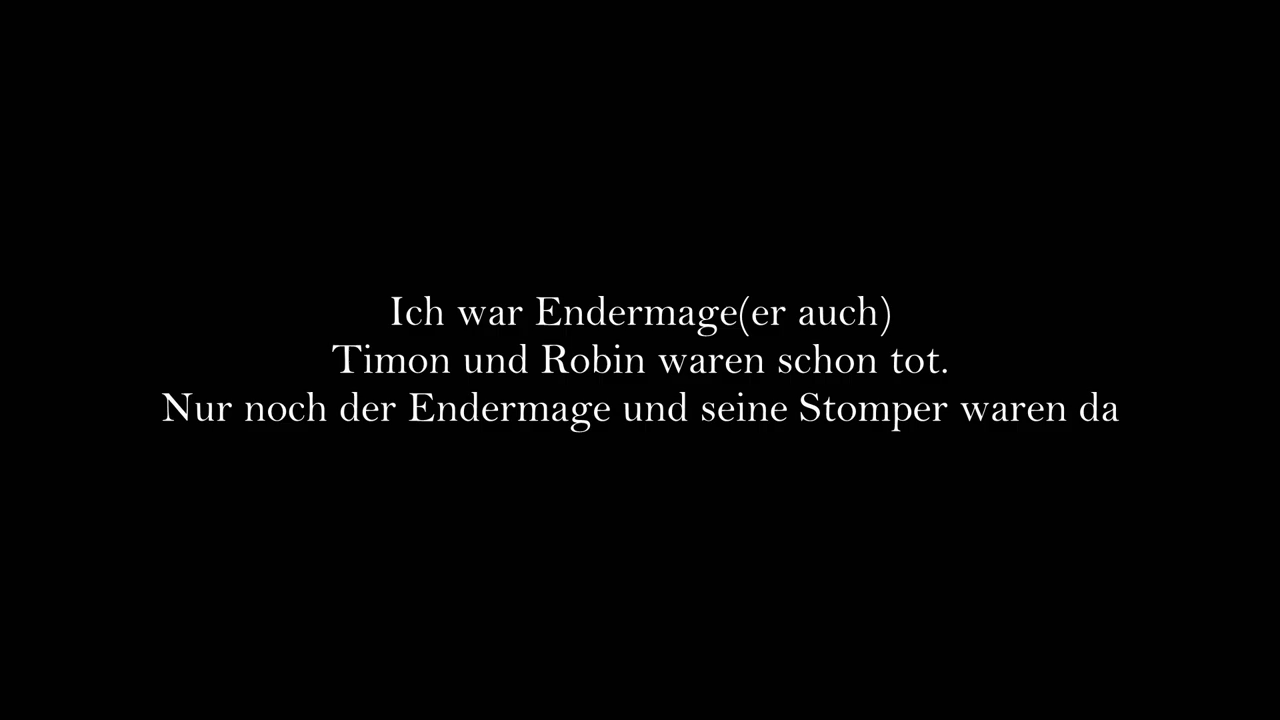 Ich war Endermage(er auch)
Timon und Robin waren schon tot.
Nur noch der Endermage und seine Stomper waren da